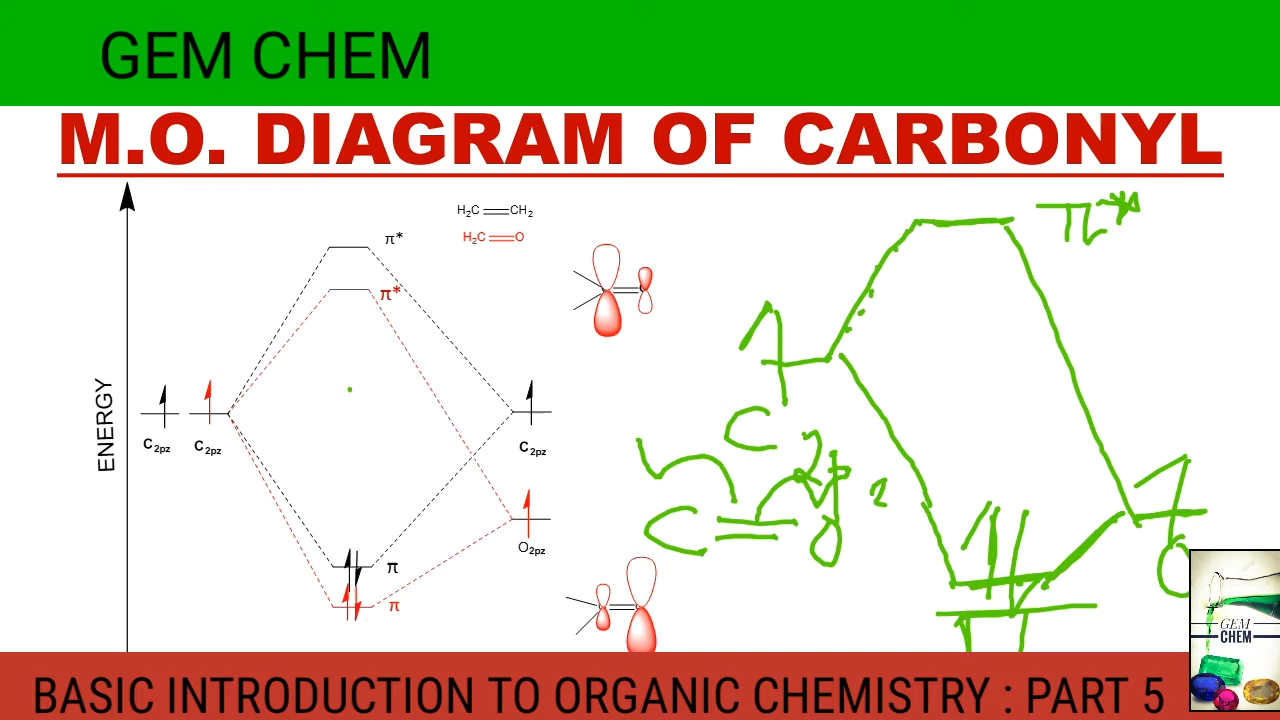 GEM CHEM
M.O. DIAGRAM OF CARBONYL
H₂C=CH₂
H₂C=O
π*
π*
π*
ENERGY
C2pz
C2pz
C2pz
C
2p
C=O
O2pz
O
π
π
GEM
CHEM
BASIC INTRODUCTION TO ORGANIC CHEMISTRY : PART 5